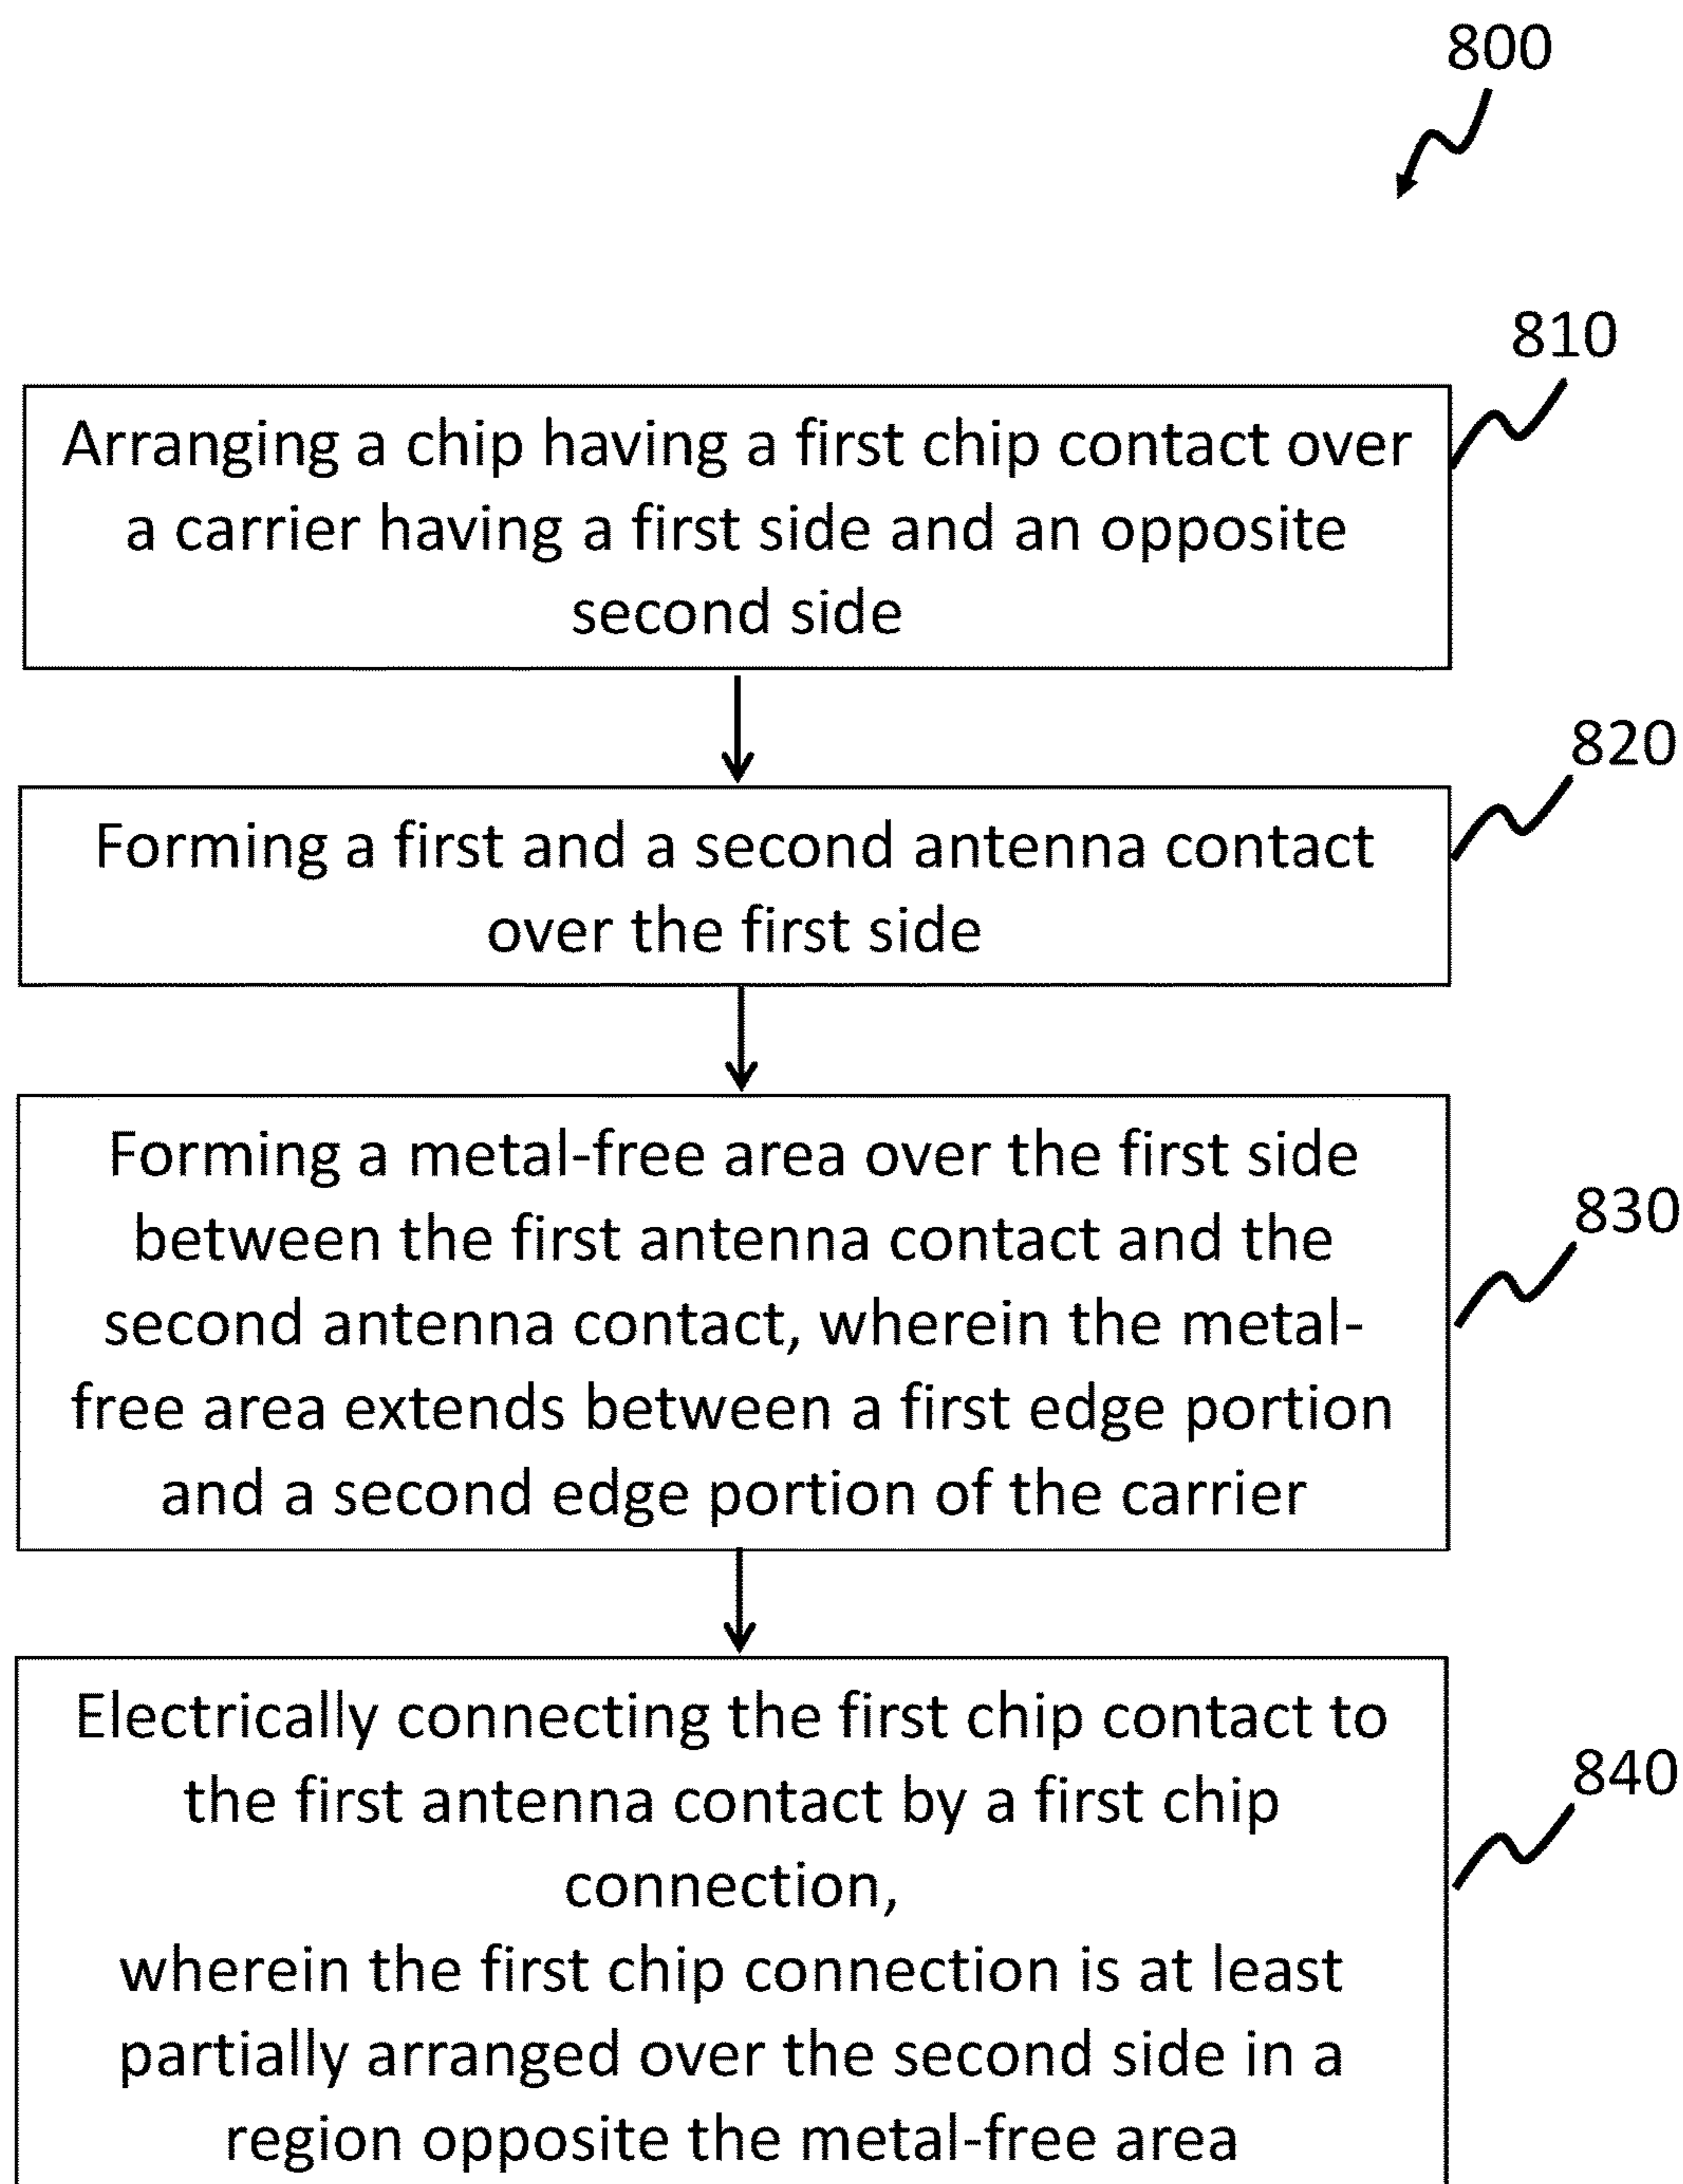 800
810
Arranging a chip having a first chip contact over
a carrier having a first side and an opposite
second side
820
Forming a first and a second antenna contact
over the first side
Forming a metal-free area over the first side
between the first antenna contact and the
830
second antenna contact, wherein the metal-
free area extends between a first edge portion
and a second edge portion of the carrier
Electrically connecting the first chip contact to
840
the first antenna contact by a first chip
connection,
wherein the first chip connection is at least
partially arranged over the second side in a
region opposite the metal-free area